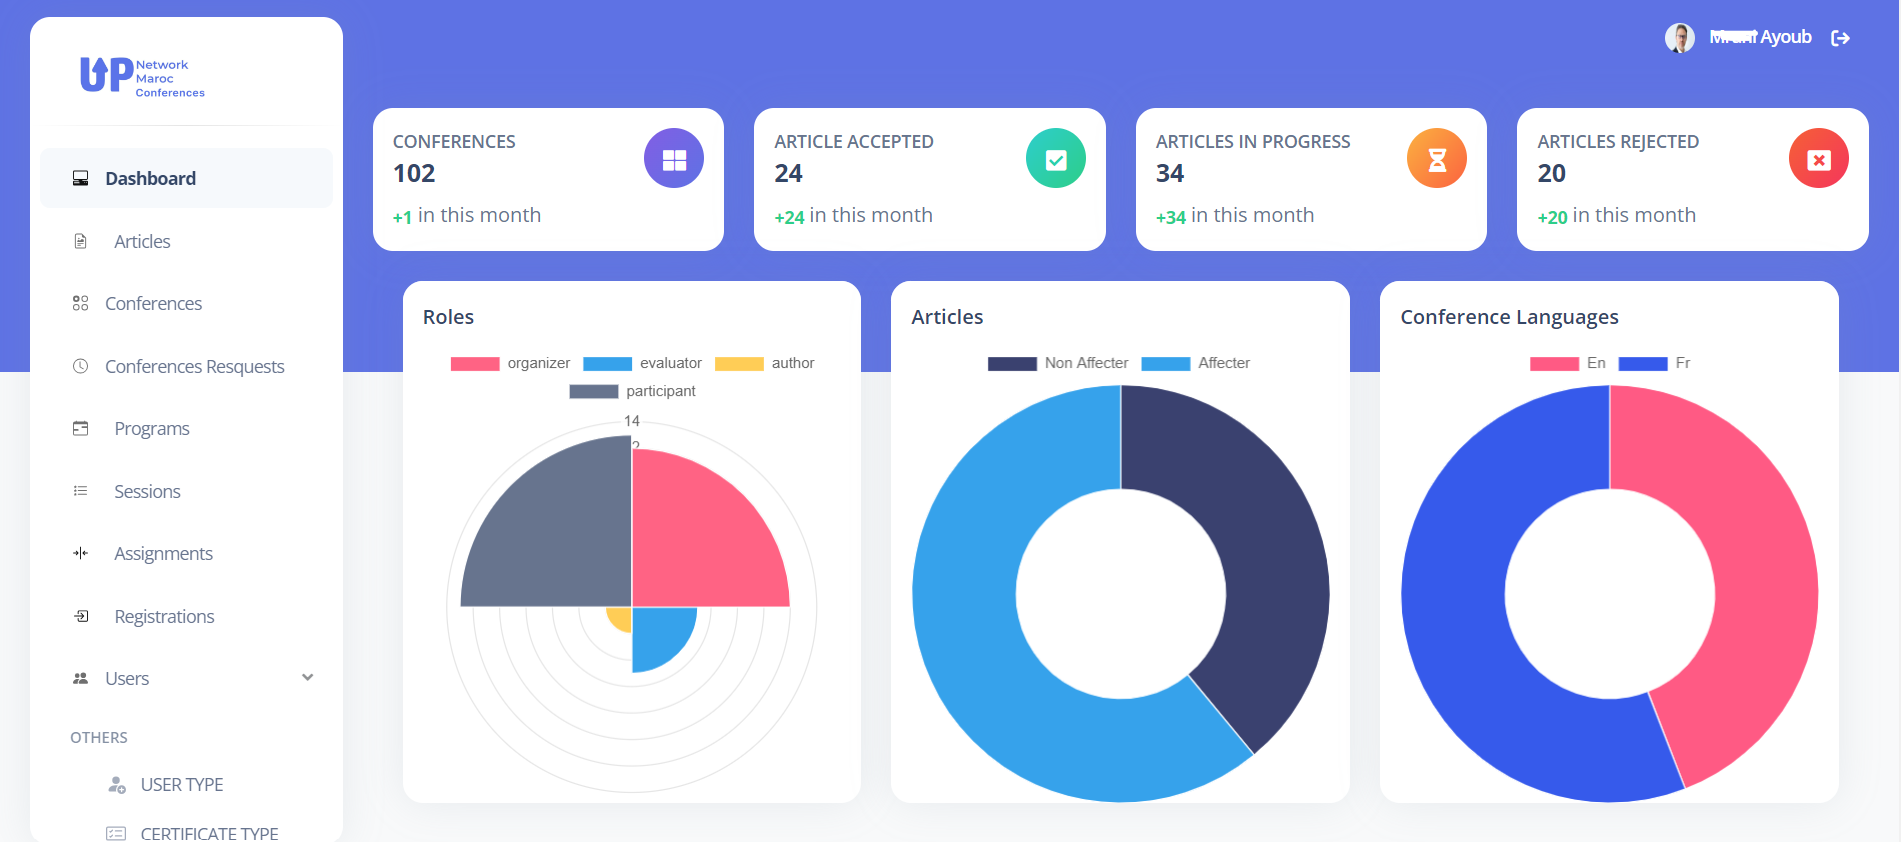 UP Network
Maroc
Conferences
Ayoub
Dashboard
Articles
Conferences
Conferences Resquests
Programs
Sessions
Assignments
Registrations
Users
OTHERS
USER TYPE
CERTIFICATE TYPE
CONFERENCES
102
+1 in this month
ARTICLE ACCEPTED
24
+24 in this month
ARTICLES IN PROGRESS
34
+34 in this month
ARTICLES REJECTED
20
+20 in this month
Roles
organizer evaluator author
participant
14
2
Articles
Non Affecter Affecter
Conference Languages
En Fr